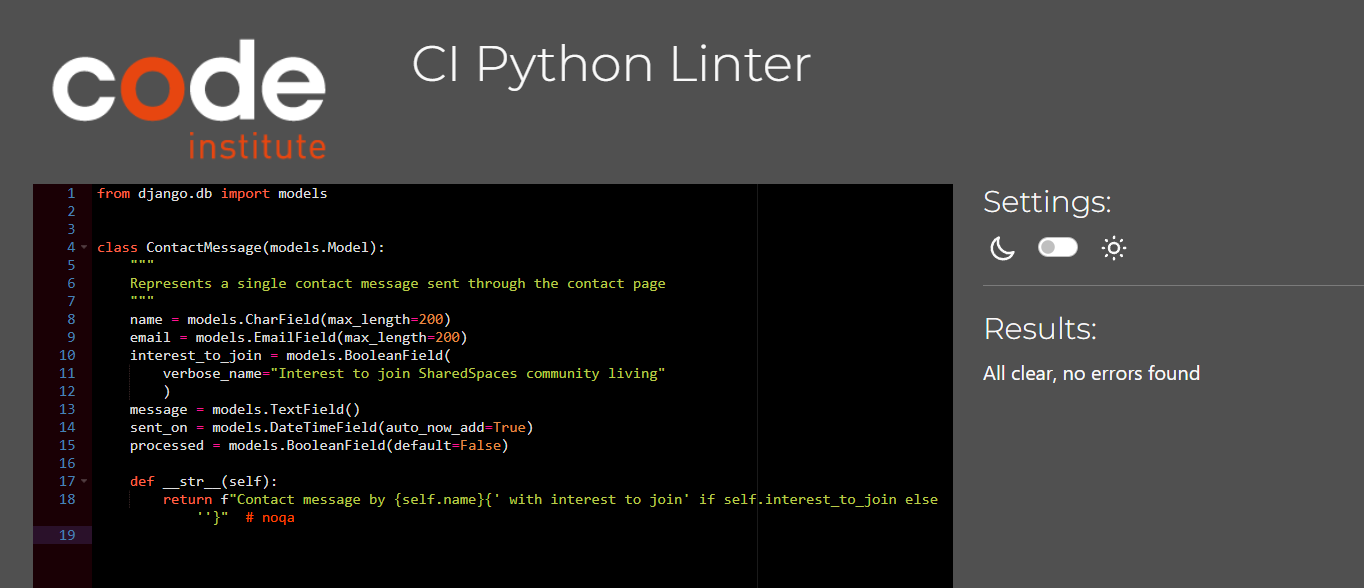 code
institute
CI Python Linter
1 from django.db import models
2
3
4 class ContactMessage(models.Model):
5     """
6     Represents a single contact message sent through the contact page
7     """
8     name = models.CharField(max_length=200)
9     email = models.EmailField(max_length=200)
10     interest_to_join = models.BooleanField(
11         verbose_name="Interest to join SharedSpaces community living"
12         )
13     message = models.TextField()
14     sent_on = models.DateTimeField(auto_now_add=True)
15     processed = models.BooleanField(default=False)
16
17     def __str__(self):
18         return f"Contact message by {self.name}{' with interest to join' if self.interest_to_join else
''}"  # noqa
19
Settings:
Results:
All clear, no errors found